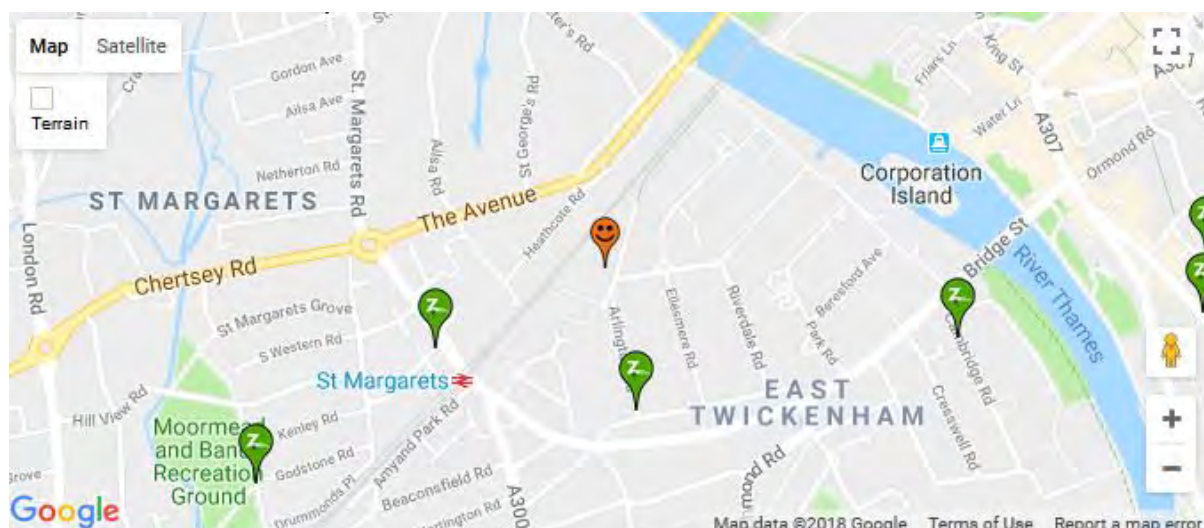 Map
Satellite
Terrain
Gordon Ave
Ailsa Ave
St. Margarets Rd
Ailsa Rd
St George's Rd
Netherton Rd
ST MARGARETS
London Rd
Chertsey Rd
The Avenue
Heathcote Rd
St Margarets Grove
S Western Rd
St Margarets
Hill View Rd
Moormead
and Band
Recreation
Ground
Kenley Rd
Godstone Rd
Drummonds Pl
Amyand Park Rd
Beaconsfield Rd
A300
Ellesmere Rd
Riverdale Rd
Beresford Ave
Park Rd
EAST
TWICKENHAM
Cresswell Rd
Cambridge Rd
Bridge St
River Thames
Corporation
Island
Friars Ln
King St
Water Ln
A307
A307
Ormond Rd
Z
Z
Z
Z
Z
Z
+
−
Google
Map data ©2018 Google
Terms of Use
Report a map